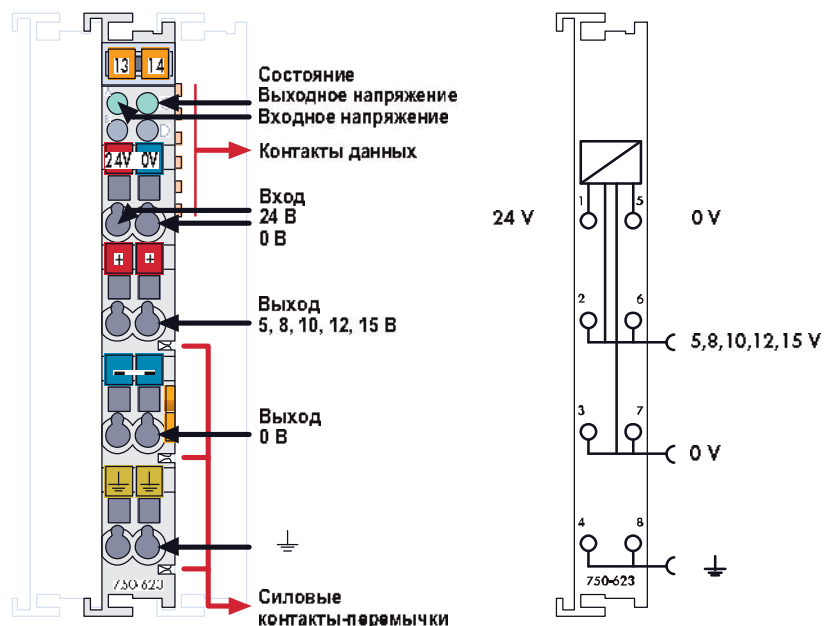 13 14
Состояние
Выходное напряжение
Входное напряжение
A
B D
24V 0V
Контакты данных
Вход
24 В
0 В
+ +
Выход
5, 8, 10, 12, 15 В
Выход
0 В
750-623
Силовые
контакты-перемычки
1 5
24 V 0 V
2 6
5,8,10,12,15 V
3 7
0 V
4 8
750-623